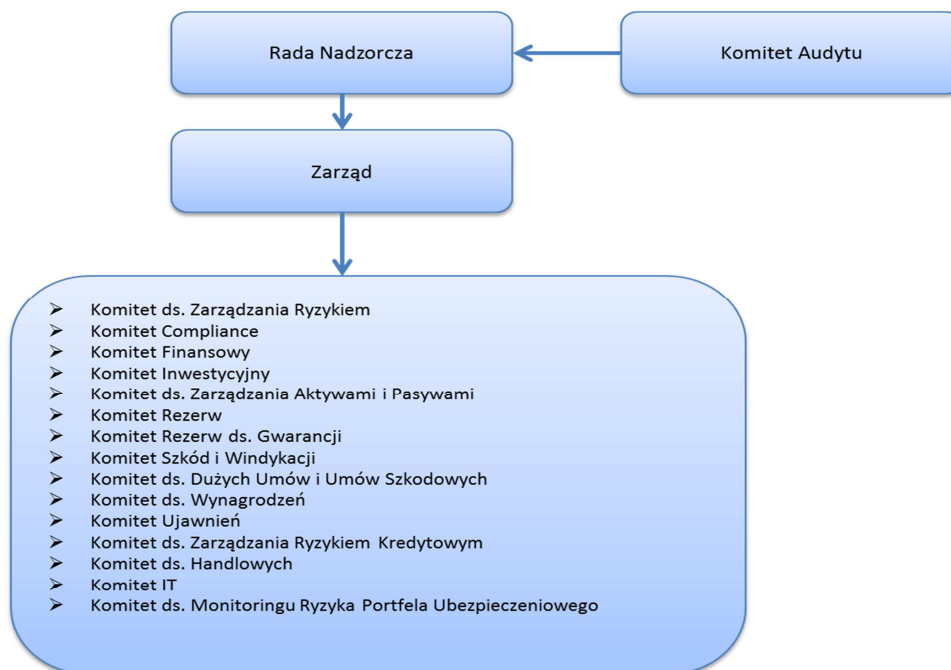 Rada Nadzorcza
Komitet Audytu
Zarząd
➢ Komitet ds. Zarządzania Ryzykiem
➢ Komitet Compliance
➢ Komitet Finansowy
➢ Komitet Inwestycyjny
➢ Komitet ds. Zarządzania Aktywami i Pasywami
➢ Komitet Rezerw
➢ Komitet Rezerw ds. Gwarancji
➢ Komitet Szkód i Windykacji
➢ Komitet ds. Dużych Umów i Umów Szkodowych
➢ Komitet ds. Wynagrodzeń
➢ Komitet Ujawnień
➢ Komitet ds. Zarządzania Ryzykiem Kredytowym
➢ Komitet ds. Handlowych
➢ Komitet IT
➢ Komitet ds. Monitoringu Ryzyka Portfela Ubezpieczeniowego